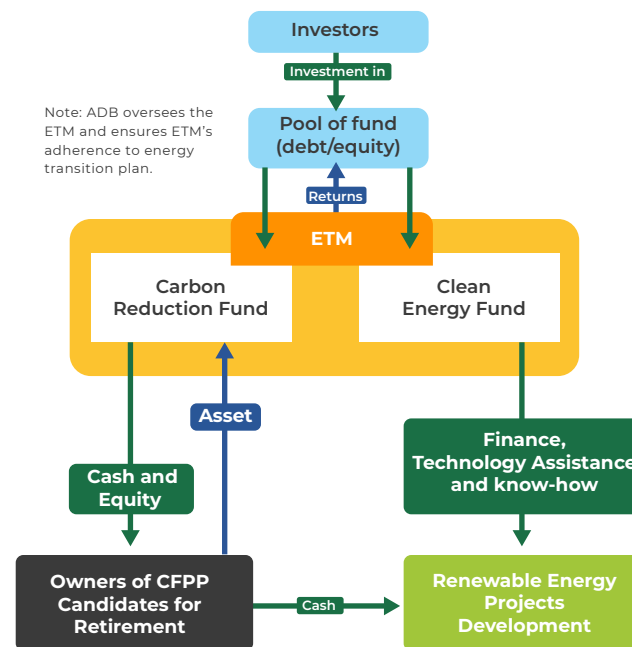 Investors
Investment in
Note: ADB oversees the
ETM and ensures ETM's
adherence to energy
transition plan.
Pool of fund
(debt/equity)
Returns
ETM
Carbon
Reduction Fund
Clean
Energy Fund
Asset
Cash and
Equity
Finance,
Technology Assistance
and know-how
Owners of CFPP
Candidates for
Retirement
Cash
Renewable Energy
Projects
Development